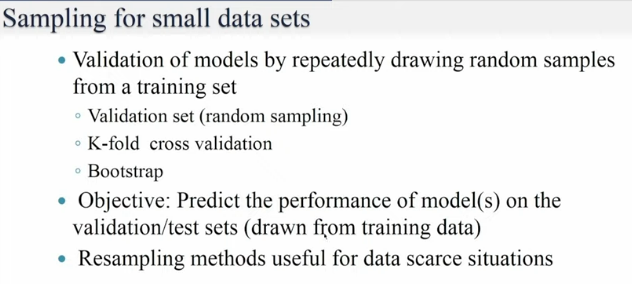 Sampling for small data sets
• Validation of models by repeatedly drawing random samples
from a training set
◦ Validation set (random sampling)
◦ K-fold cross validation
◦ Bootstrap
• Objective: Predict the performance of model(s) on the
validation/test sets (drawn from training data)
• Resampling methods useful for data scarce situations